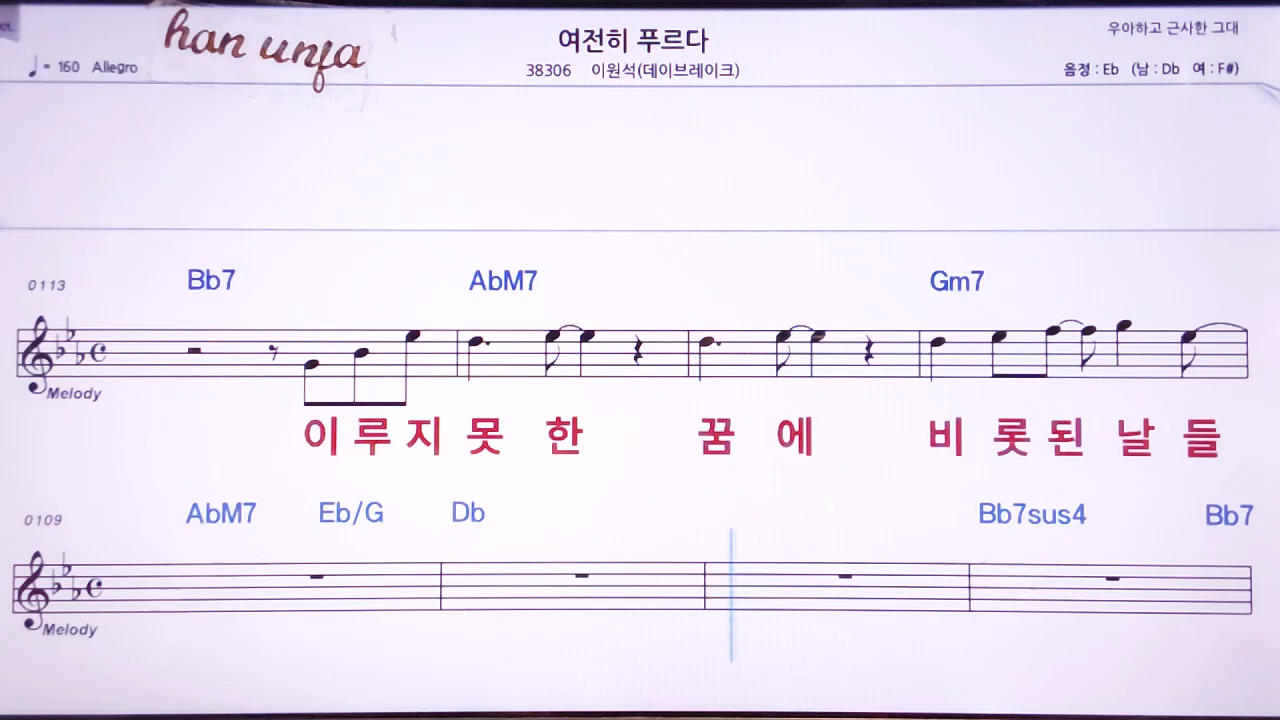 han unfa
여전히 푸르다
우아하고 근사한 그대
♩= 160 Allegro
38306 이원석(데이브레이크)
음정 : Eb (남 : Db 여 : F#)
0113 Bb7 AbM7 Gm7
Melody
이 루 지 못 한 꿈 에 비 롯 된 날 들
0109 AbM7 Eb/G Db Bb7sus4 Bb7
Melody